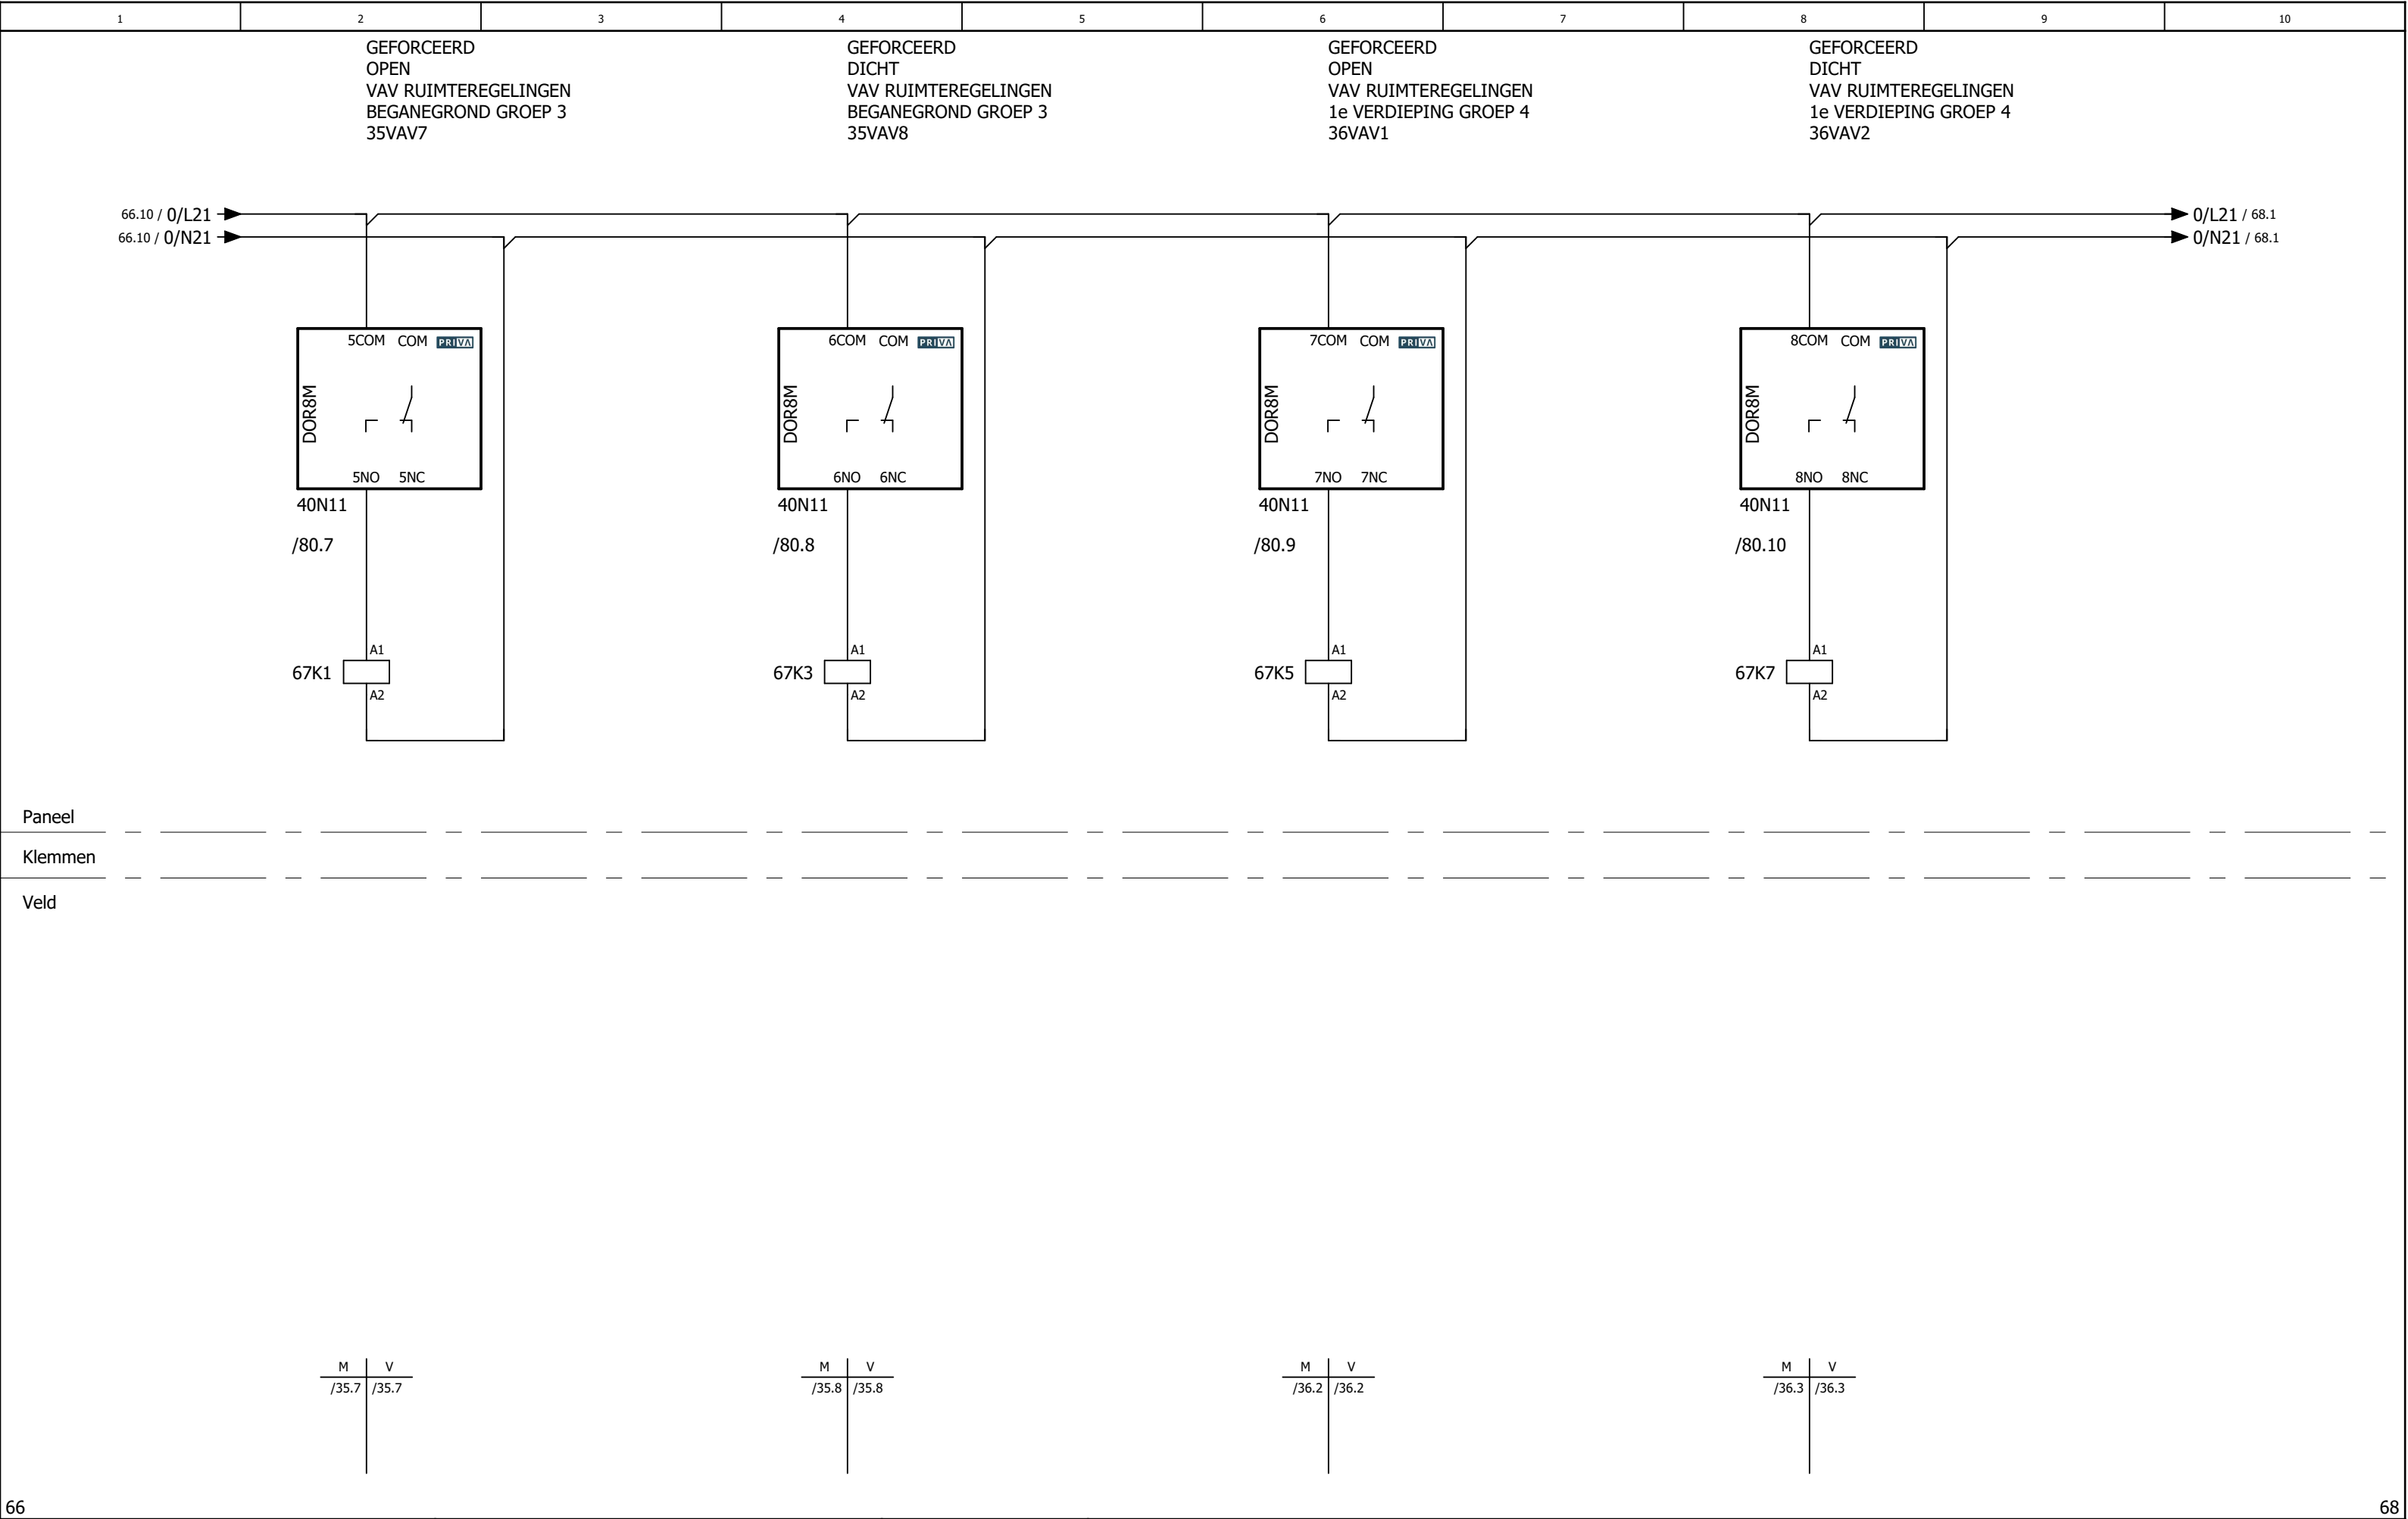 1 2 3 4 5 6 7 8 9 10
GEFORCEERD
OPEN
VAV RUIMTEREGELINGEN
BEGANEGROND GROEP 3
35VAV7
GEFORCEERD
DICHT
VAV RUIMTEREGELINGEN
BEGANEGROND GROEP 3
35VAV8
GEFORCEERD
OPEN
VAV RUIMTEREGELINGEN
1e VERDIEPING GROEP 4
36VAV1
GEFORCEERD
DICHT
VAV RUIMTEREGELINGEN
1e VERDIEPING GROEP 4
36VAV2
66.10 / 0/L21
0/L21 / 68.1
66.10 / 0/N21
0/N21 / 68.1
5COM COM PRIVA
DOR8M
5NO 5NC
40N11
/80.7
6COM COM PRIVA
DOR8M
6NO 6NC
40N11
/80.8
7COM COM PRIVA
DOR8M
7NO 7NC
40N11
/80.9
8COM COM PRIVA
DOR8M
8NO 8NC
40N11
/80.10
A1
67K1
A2
A1
67K3
A2
A1
67K5
A2
A1
67K7
A2
Paneel
Klemmen
Veld
M V
/35.7 /35.7
M V
/35.8 /35.8
M V
/36.2 /36.2
M V
/36.3 /36.3
66
68